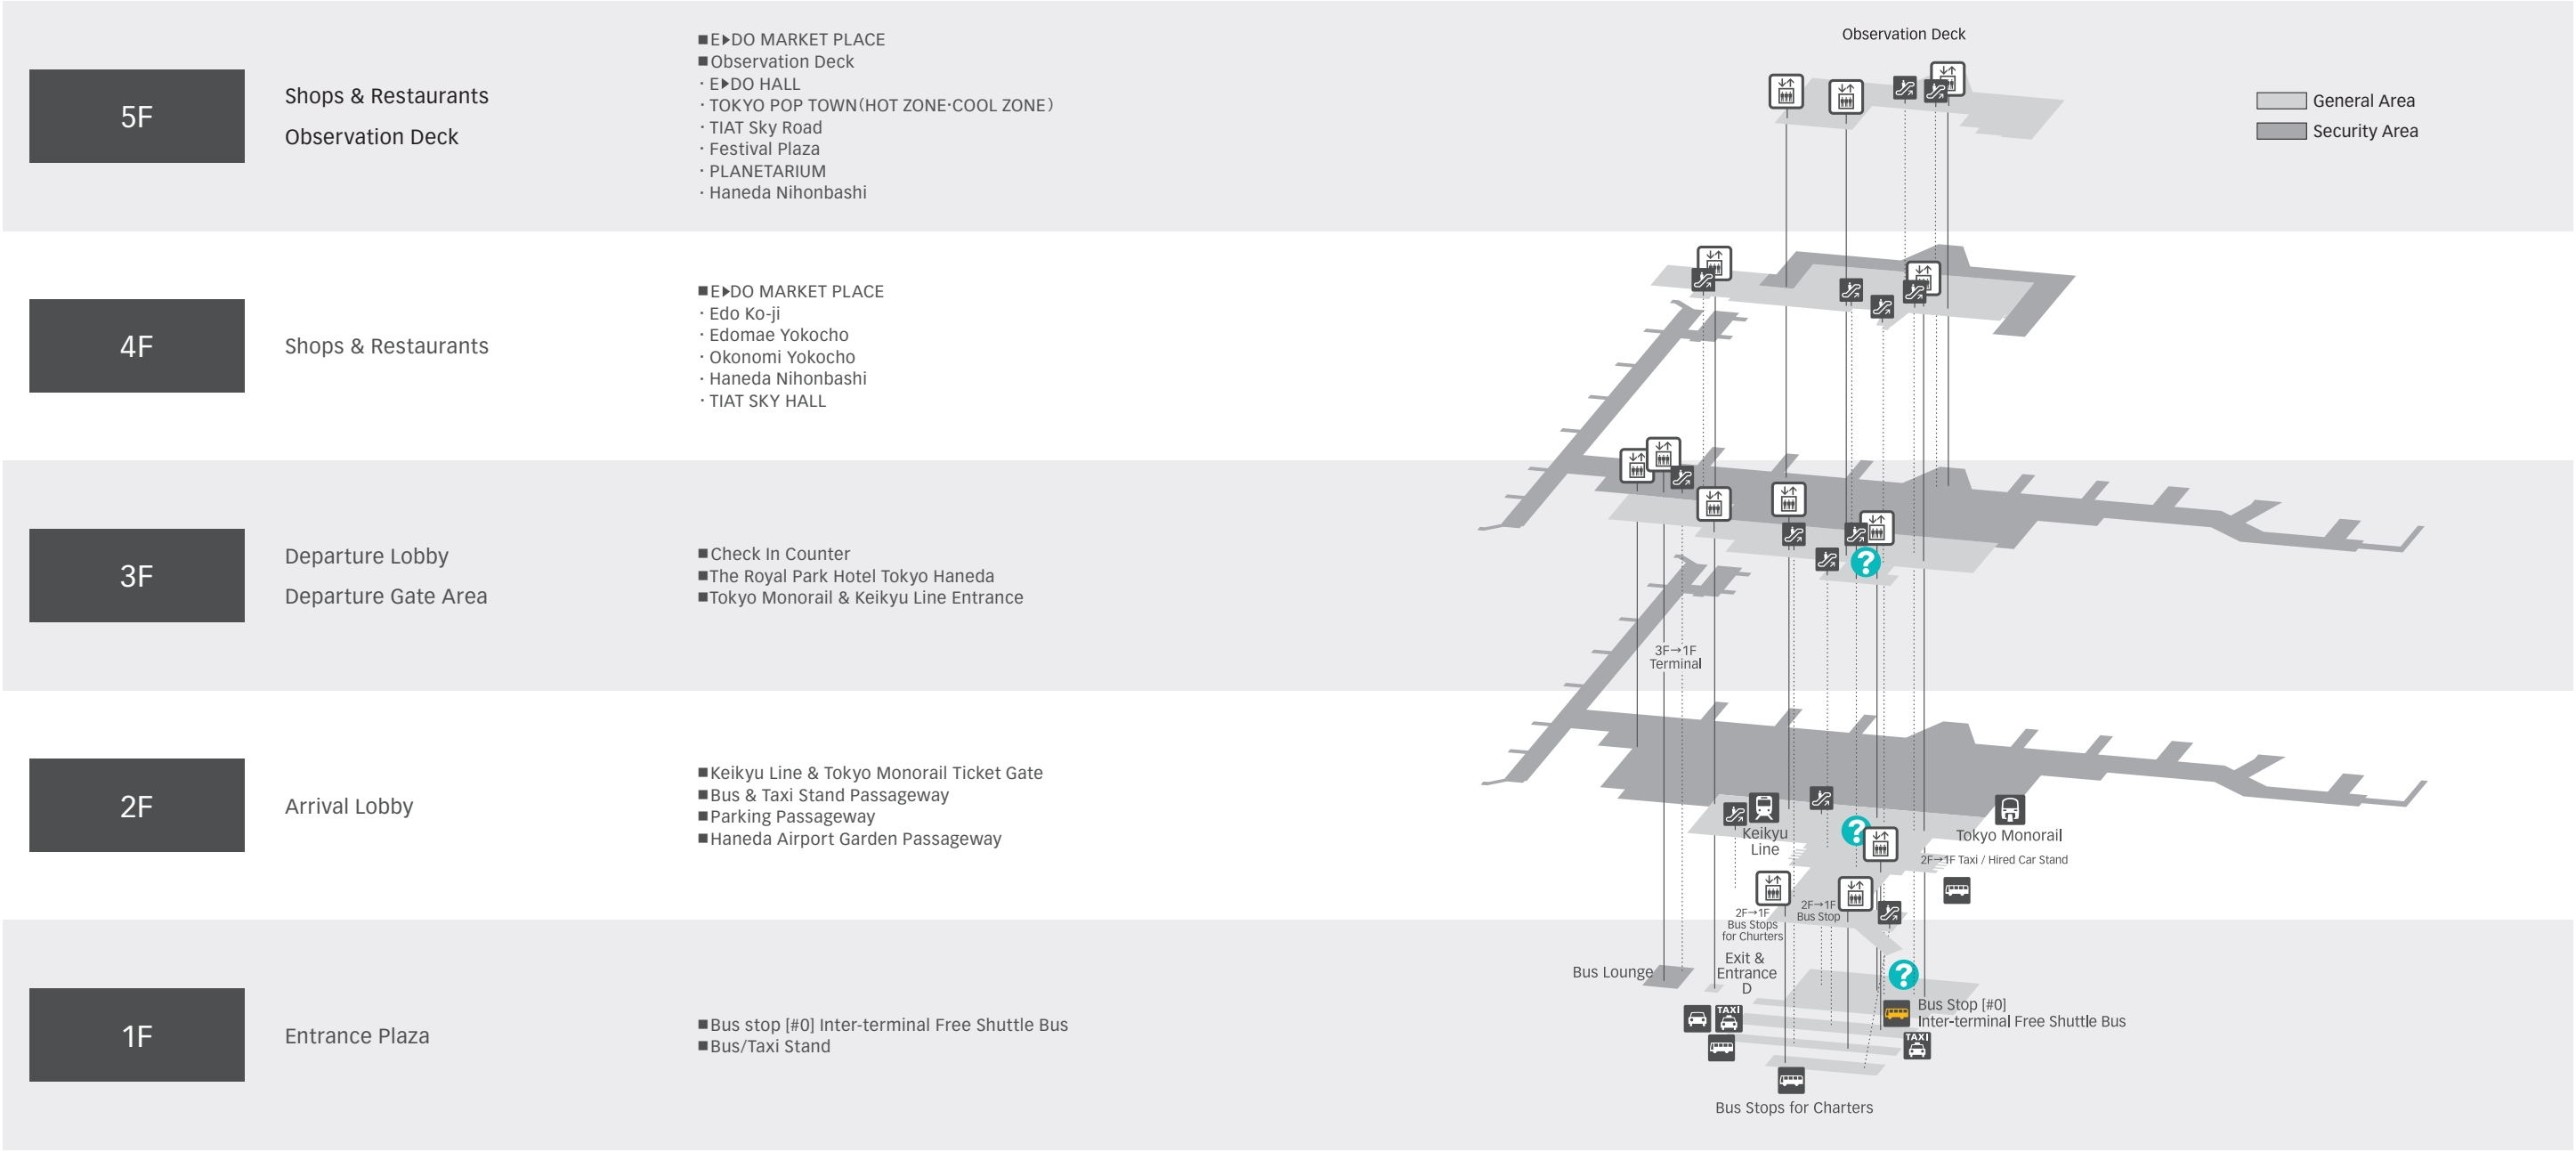 5F
Shops & Restaurants
Observation Deck
■E▶DO MARKET PLACE
■Observation Deck
・E▶DO HALL
・TOKYO POP TOWN(HOT ZONE·COOL ZONE)
・TIAT Sky Road
・Festival Plaza
・PLANETARIUM
・Haneda Nihonbashi
Observation Deck
General Area
Security Area
4F
Shops & Restaurants
■E▶DO MARKET PLACE
・Edo Ko-ji
・Edomae Yokocho
・Okonomi Yokocho
・Haneda Nihonbashi
・TIAT SKY HALL
3F
Departure Lobby
Departure Gate Area
■Check In Counter
■The Royal Park Hotel Tokyo Haneda
■Tokyo Monorail & Keikyu Line Entrance
?
3F→1F
Terminal
2F
Arrival Lobby
■Keikyu Line & Tokyo Monorail Ticket Gate
■Bus & Taxi Stand Passageway
■Parking Passageway
■Haneda Airport Garden Passageway
Keikyu
Line
?
Tokyo Monorail
2F→1F Taxi / Hired Car Stand
2F→1F
Bus Stops
for Churters
2F→1F
Bus Stop
1F
Entrance Plaza
■Bus stop [#0] Inter-terminal Free Shuttle Bus
■Bus/Taxi Stand
Bus Lounge
Exit &
Entrance
D
?
TAXI
Bus Stop [#0]
Inter-terminal Free Shuttle Bus
TAXI
Bus Stops for Charters